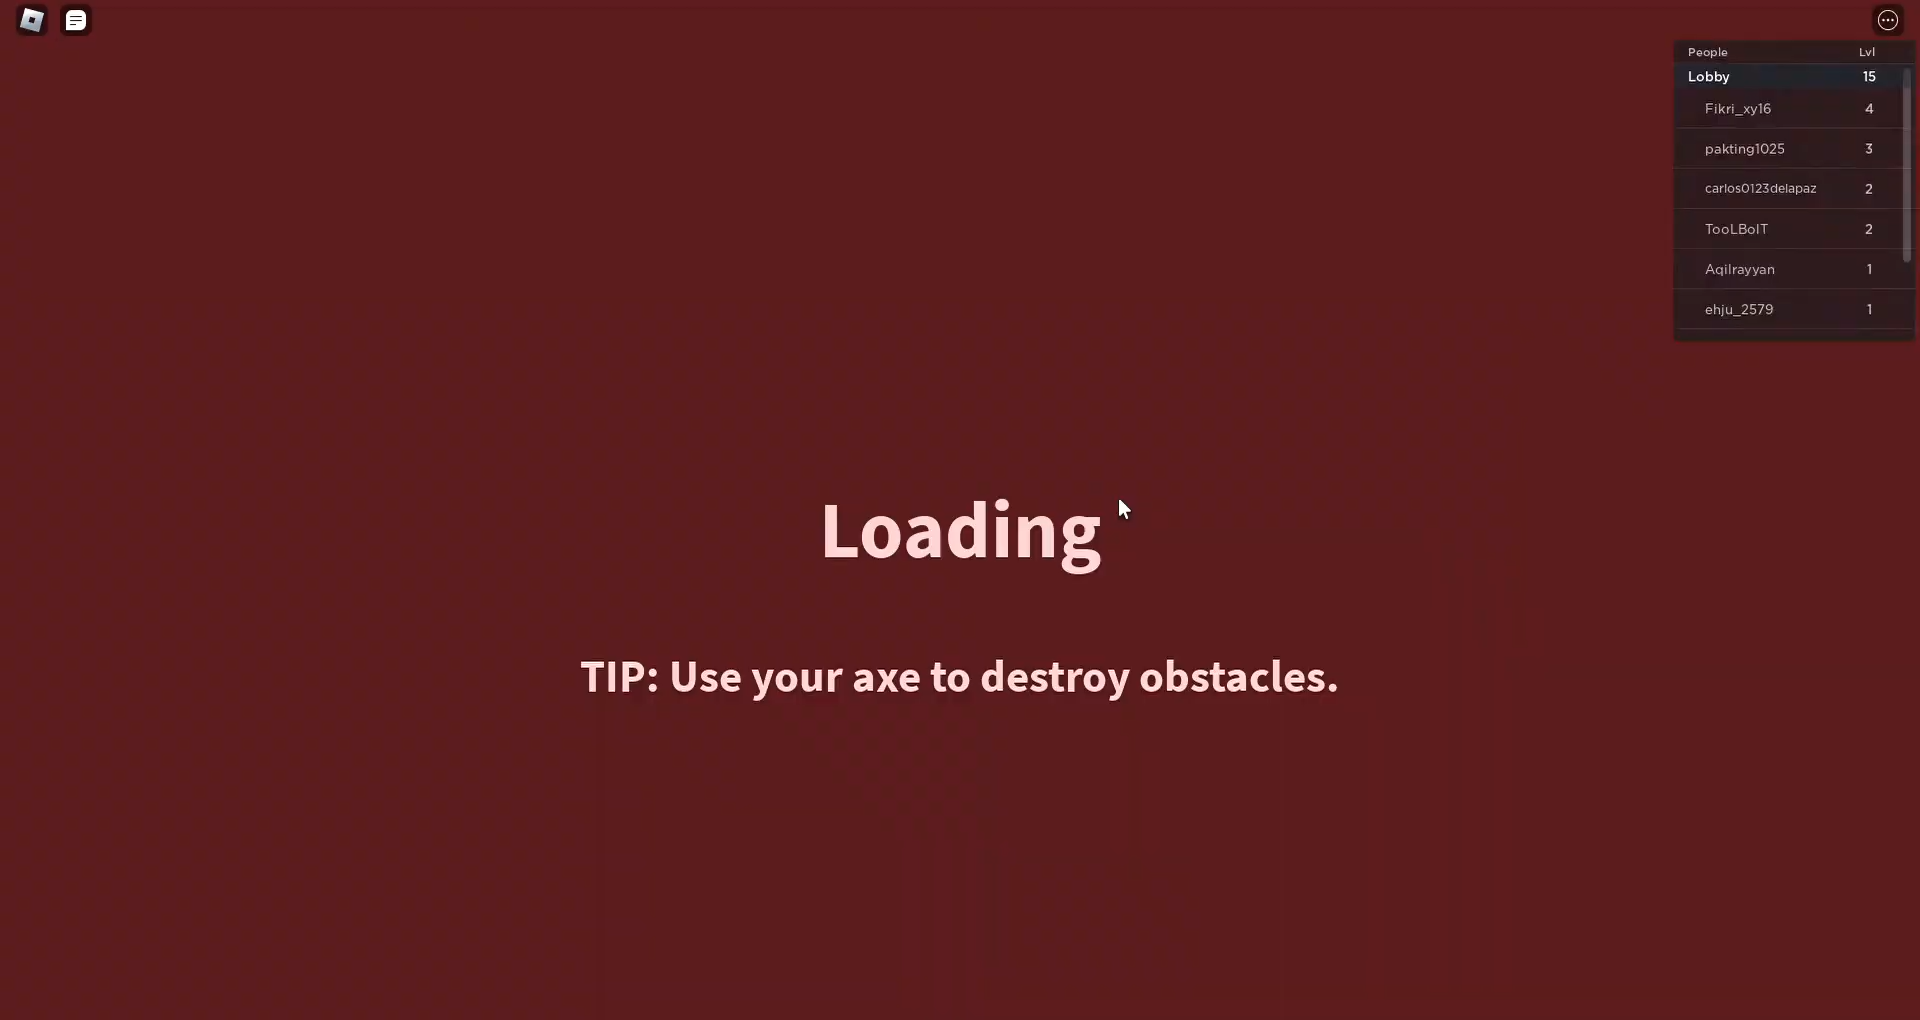 People Lvl
Lobby 15
Fikri_xy16 4
pakting1025 3
carlos0123delapaz 2
TooLBoIT 2
Aqilrayyan 1
ehju_2579 1
Loading
TIP: Use your axe to destroy obstacles.